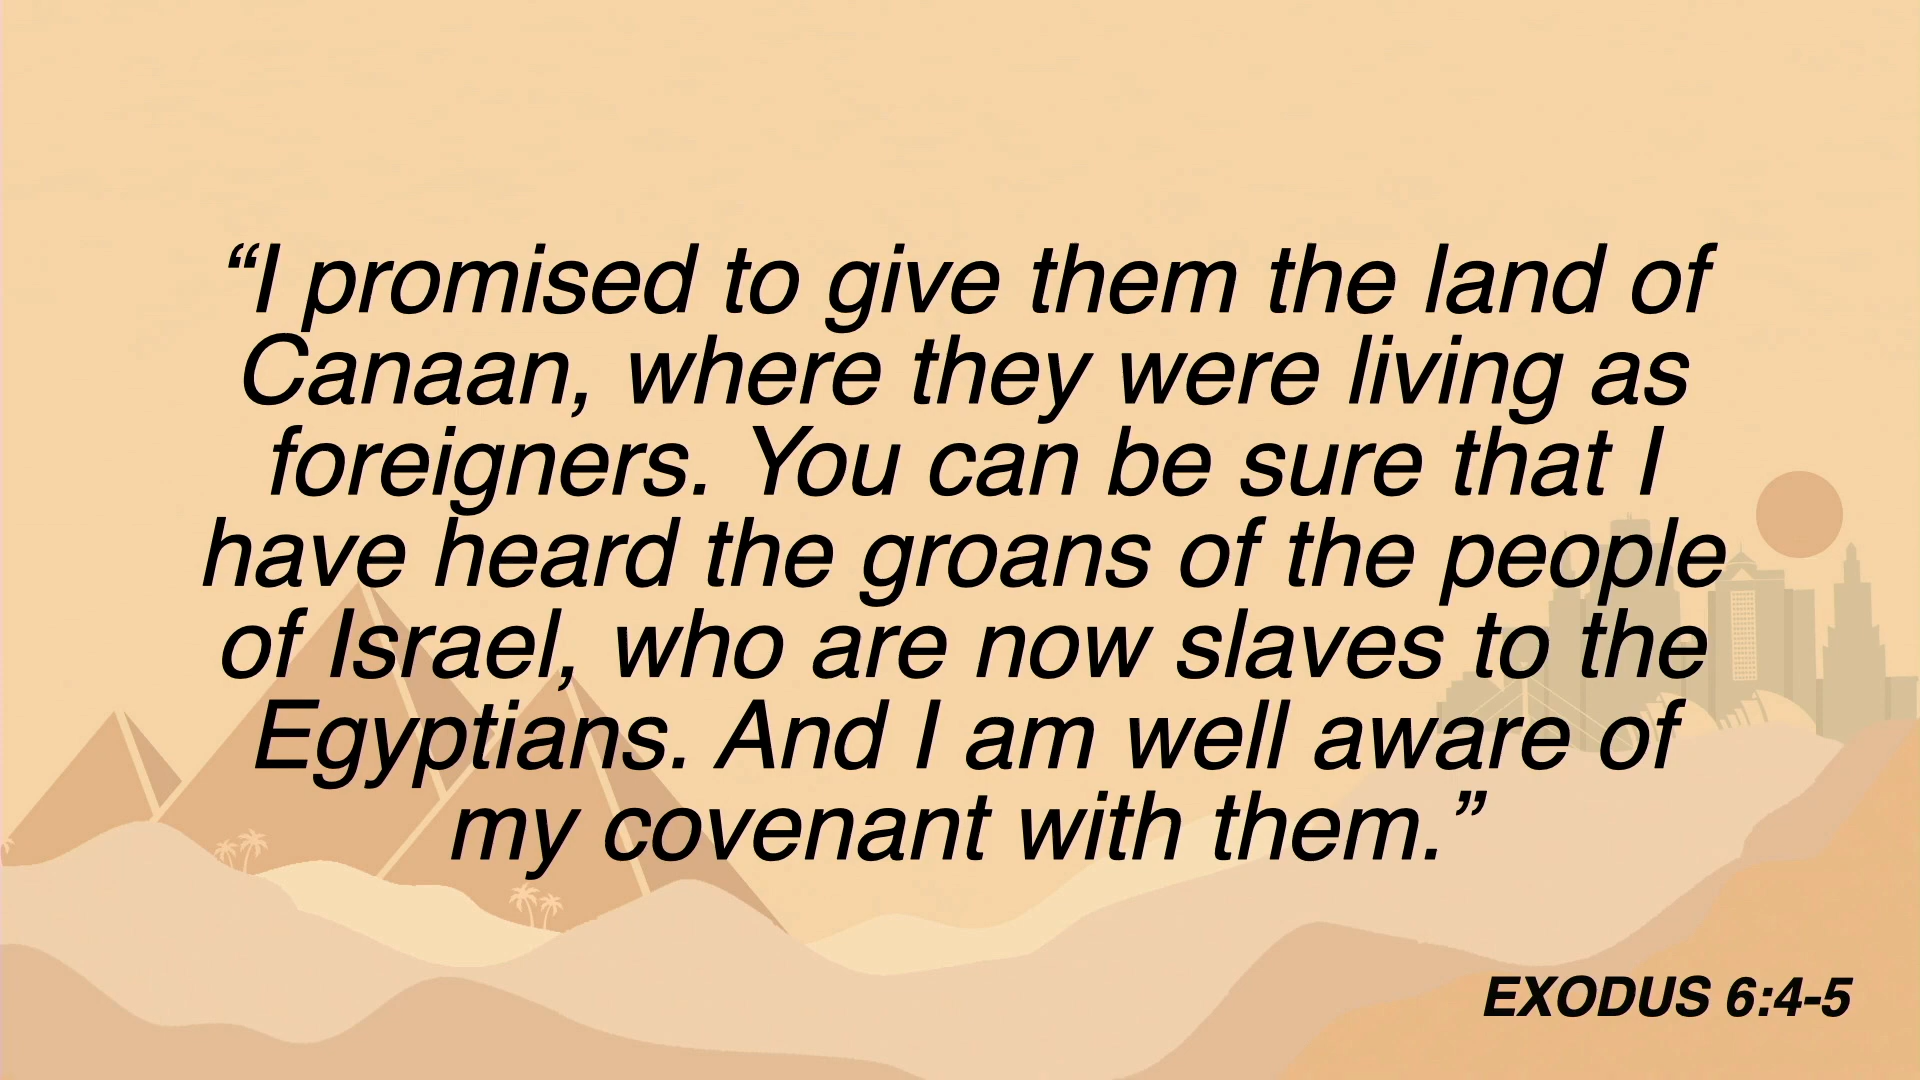 “I promised to give them the land of
Canaan, where they were living as
foreigners. You can be sure that I
have heard the groans of the people
of Israel, who are now slaves to the
Egyptians. And I am well aware of
my covenant with them.”
EXODUS 6:4-5